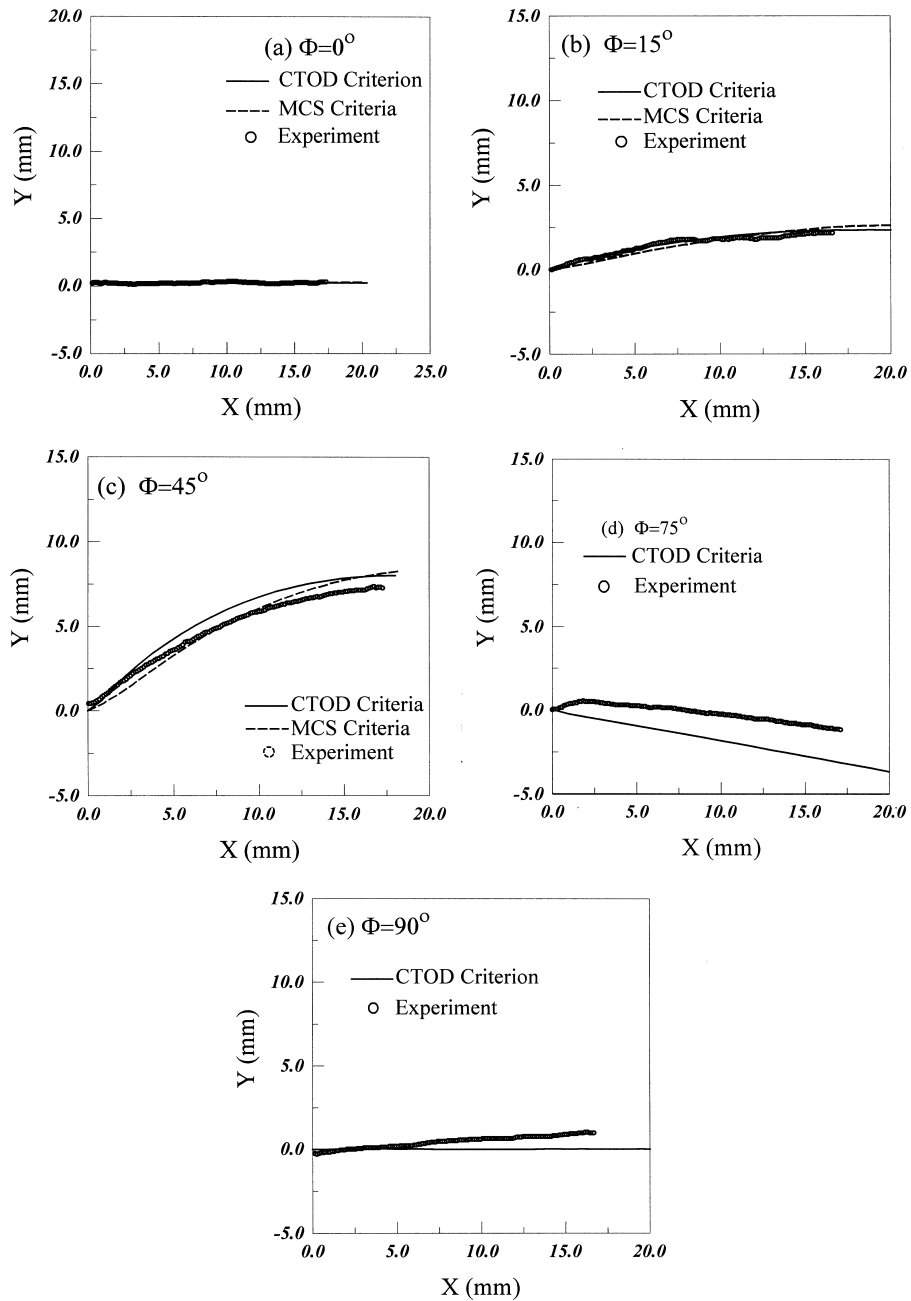 20.0
(a) Φ=0°
CTOD Criterion
MCS Criteria
Experiment
15.0
10.0
5.0
0.0
-5.0
Y (mm)
0.0 5.0 10.0 15.0 20.0 25.0
X (mm)
15.0
(b) Φ=15°
CTOD Criteria
MCS Criteria
Experiment
10.0
5.0
0.0
-5.0
Y (mm)
0.0 5.0 10.0 15.0 20.0
X (mm)
15.0
(c) Φ=45°
10.0
5.0
0.0
-5.0
Y (mm)
CTOD Criteria
MCS Criteria
Experiment
0.0 5.0 10.0 15.0 20.0
X (mm)
15.0
(d) Φ=75°
CTOD Criteria
Experiment
10.0
5.0
0.0
-5.0
Y (mm)
0.0 5.0 10.0 15.0 20.0
X (mm)
15.0
(e) Φ=90°
CTOD Criterion
Experiment
10.0
5.0
0.0
-5.0
Y (mm)
0.0 5.0 10.0 15.0 20.0
X (mm)